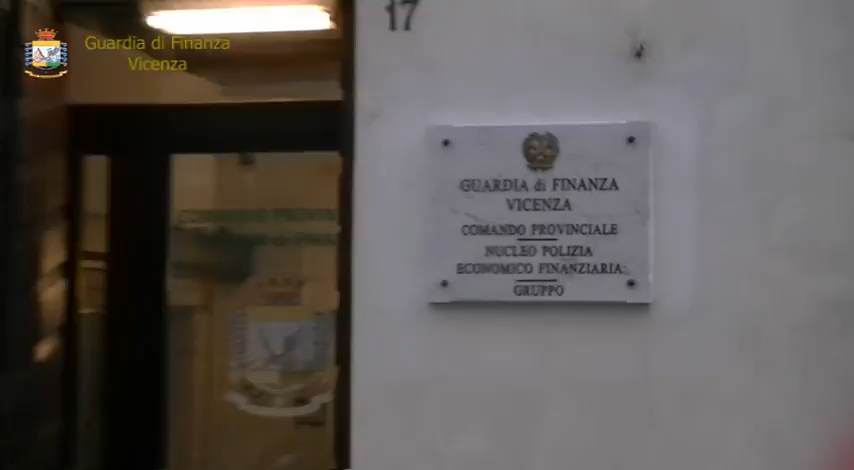 Guardia di Finanza
Vicenza
17
GUARDIA di FINANZA
VICENZA
COMANDO PROVINCIALE
NUCLEO POLIZIA
ECONOMICO FINANZIARIA
GRUPPO